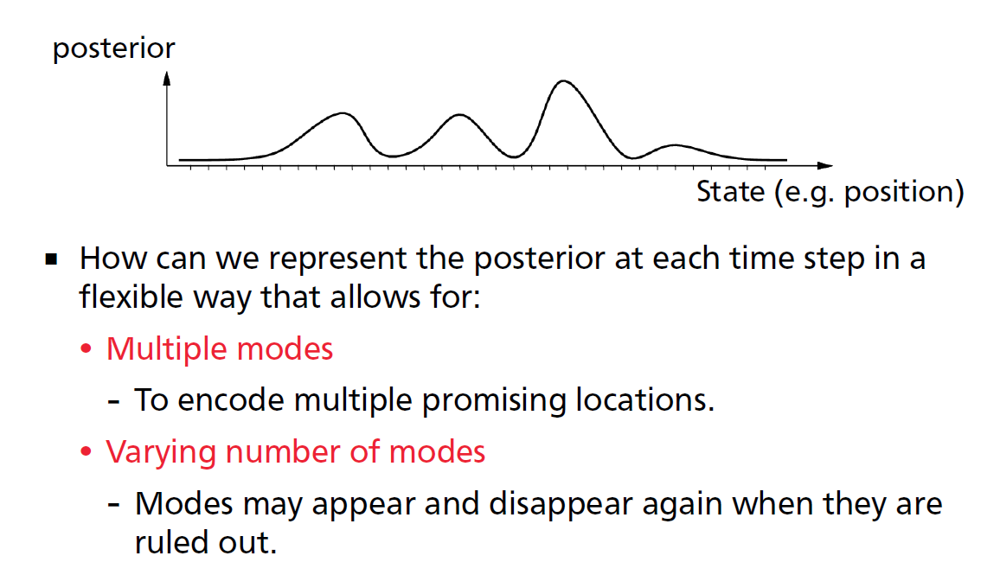 posterior
State (e.g. position)
▪ How can we represent the posterior at each time step in a
flexible way that allows for:
• Multiple modes
- To encode multiple promising locations.
• Varying number of modes
- Modes may appear and disappear again when they are
ruled out.